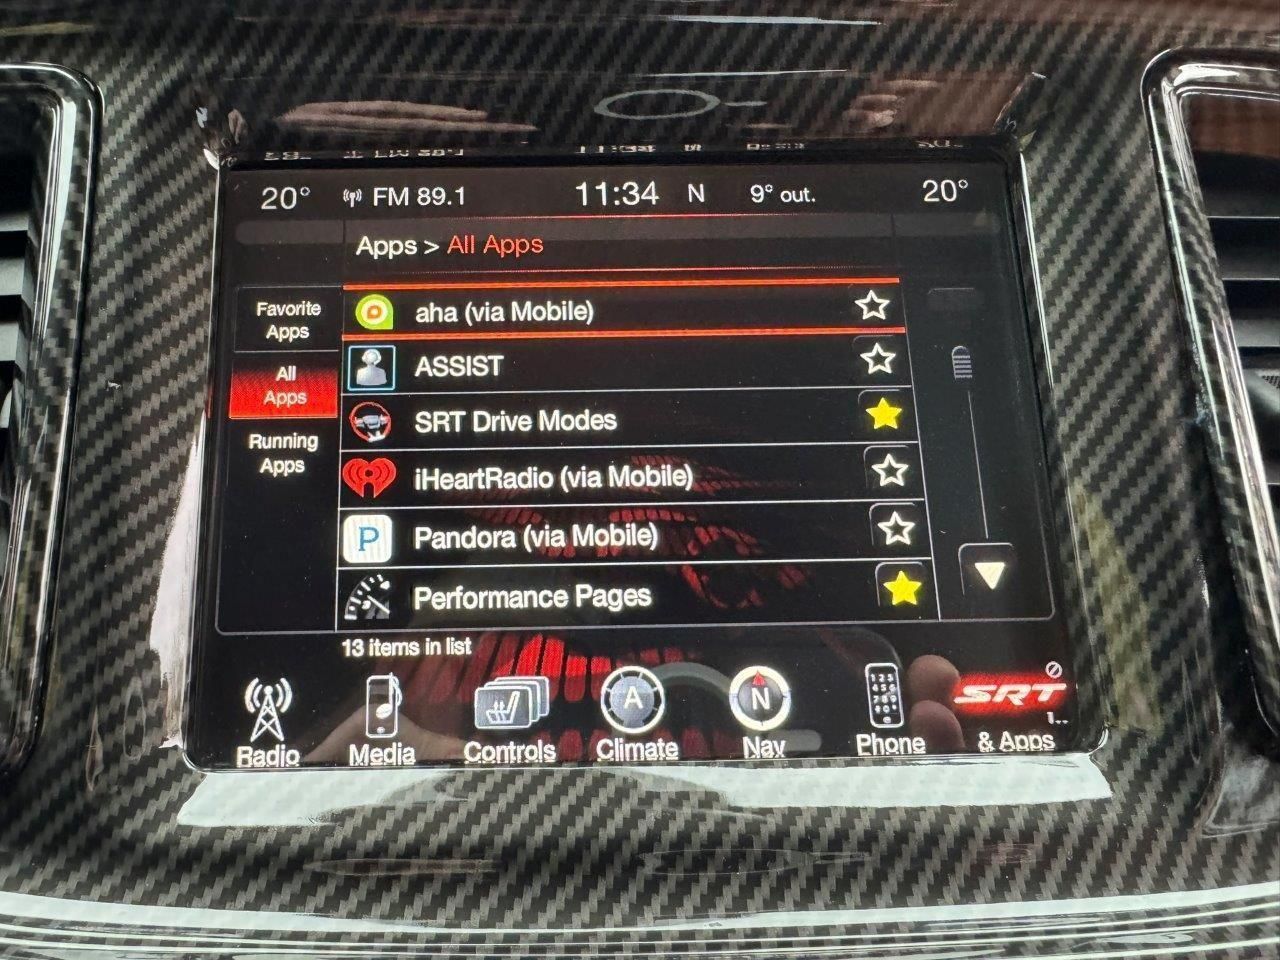 20° FM 89.1 11:34 N 9° out. 20°
Apps > All Apps
Favorite
Apps
All
Apps
Running
Apps
aha (via Mobile)
ASSIST
SRT Drive Modes
iHeartRadio (via Mobile)
P
Pandora (via Mobile)
Performance Pages
13 items in list
Radio
Media
Controls
A
Climate
N
Nav
Phone
SRT
& Apps